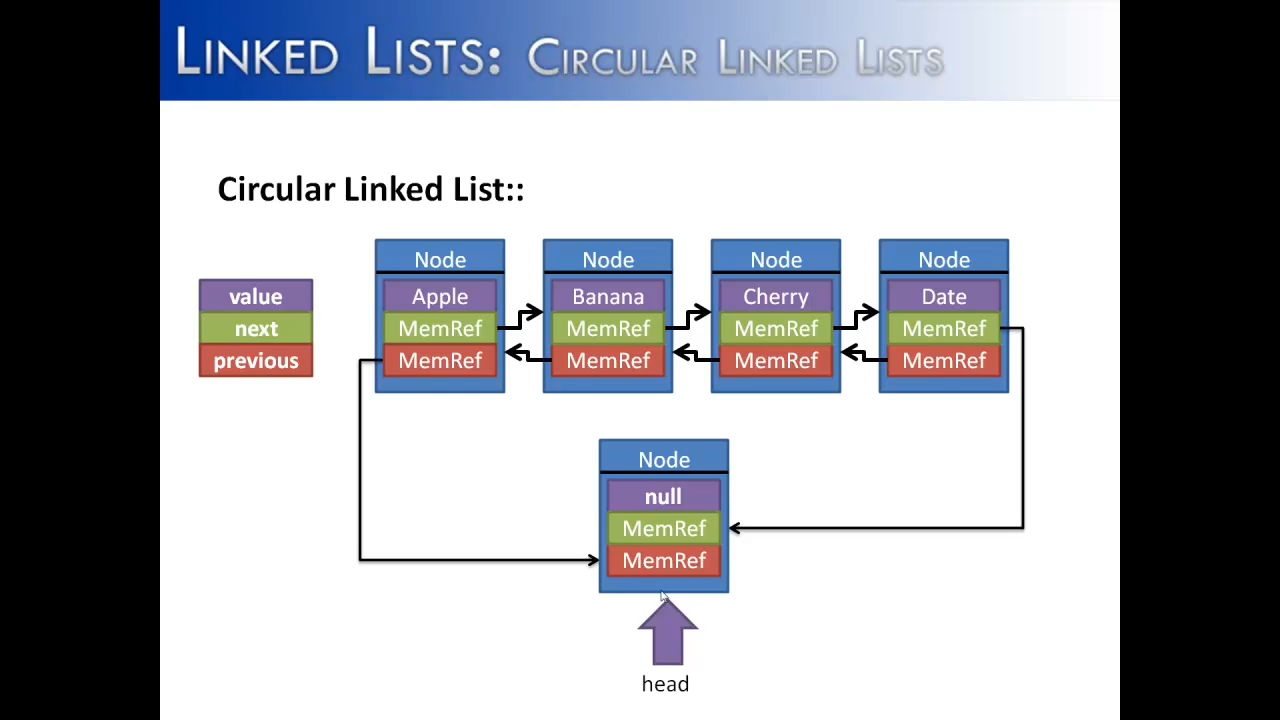 LINKED LISTS: CIRCULAR LINKED LISTS
Circular Linked List::
value
next
previous
Node
Apple
MemRef
MemRef
Node
Banana
MemRef
MemRef
Node
Cherry
MemRef
MemRef
Node
Date
MemRef
MemRef
Node
null
MemRef
MemRef
head